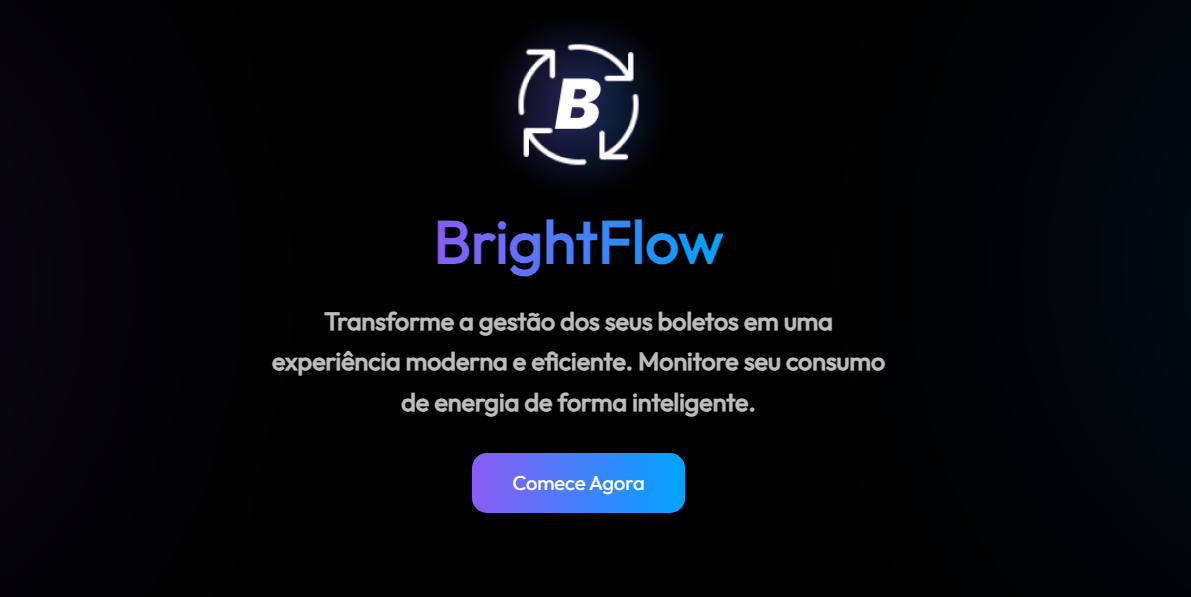 B
BrightFlow
Transforme a gestão dos seus boletos em uma
experiência moderna e eficiente. Monitore seu consumo
de energia de forma inteligente.
Comece Agora